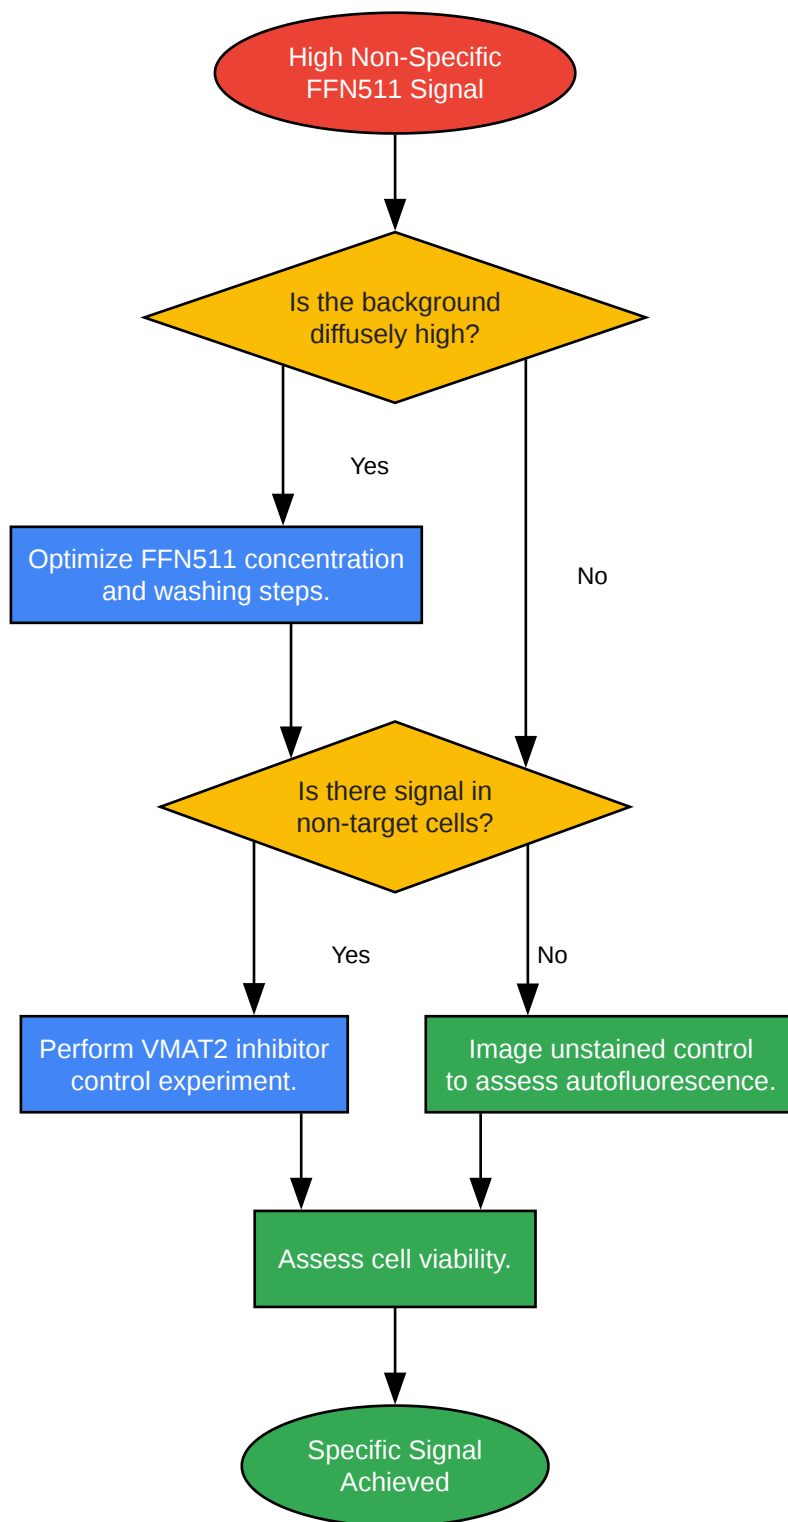 High Non-Specific
FFN511 Signal
Is the background
diffusely high?
Yes
Optimize FFN511 concentration
and washing steps.
No
Is there signal in
non-target cells?
Yes
No
Perform VMAT2 inhibitor
control experiment.
Image unstained control
to assess autofluorescence.
Assess cell viability.
Specific Signal
Achieved